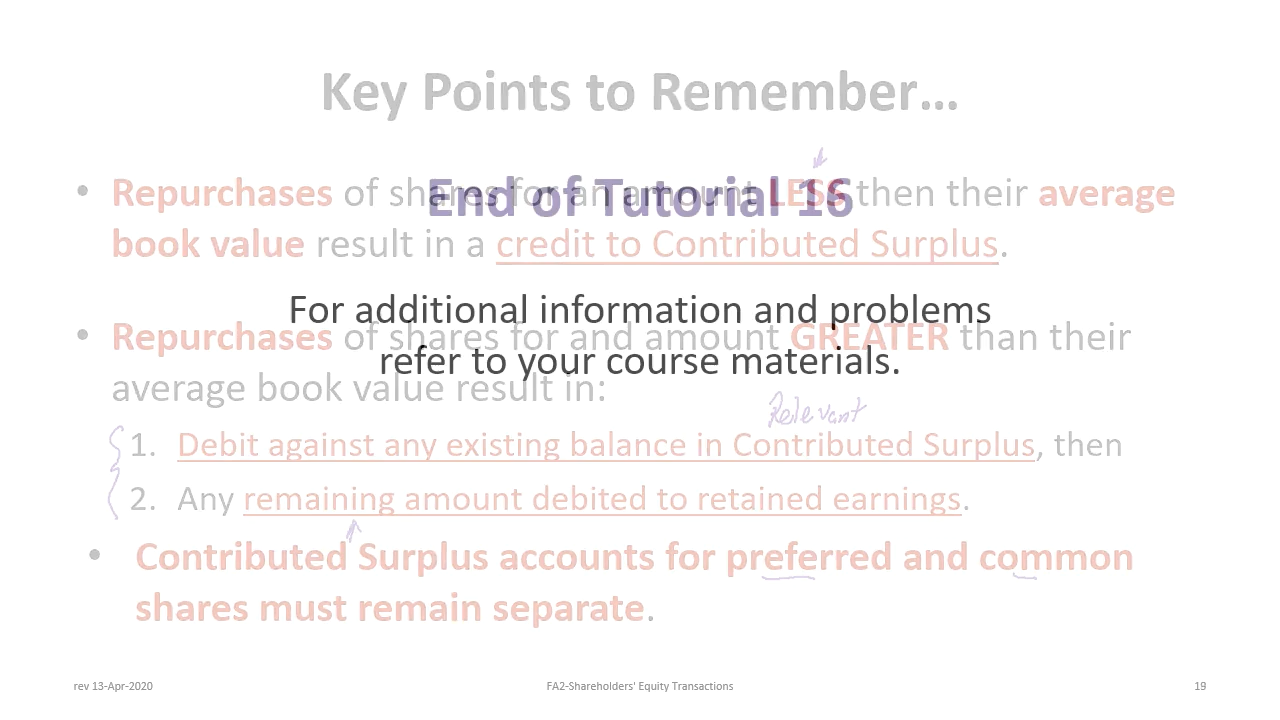 Key Points to Remember...
• Repurchases of shares for an amount LESS then their average
book value result in a credit to Contributed Surplus.
End of Tutorial 16
For additional information and problems
refer to your course materials.
• Repurchases of shares for and amount GREATER than their
average book value result in:
Relevant
1. Debit against any existing balance in Contributed Surplus, then
2. Any remaining amount debited to retained earnings.
• Contributed Surplus accounts for preferred and common
shares must remain separate.
rev 13-Apr-2020 FA2-Shareholders' Equity Transactions 19